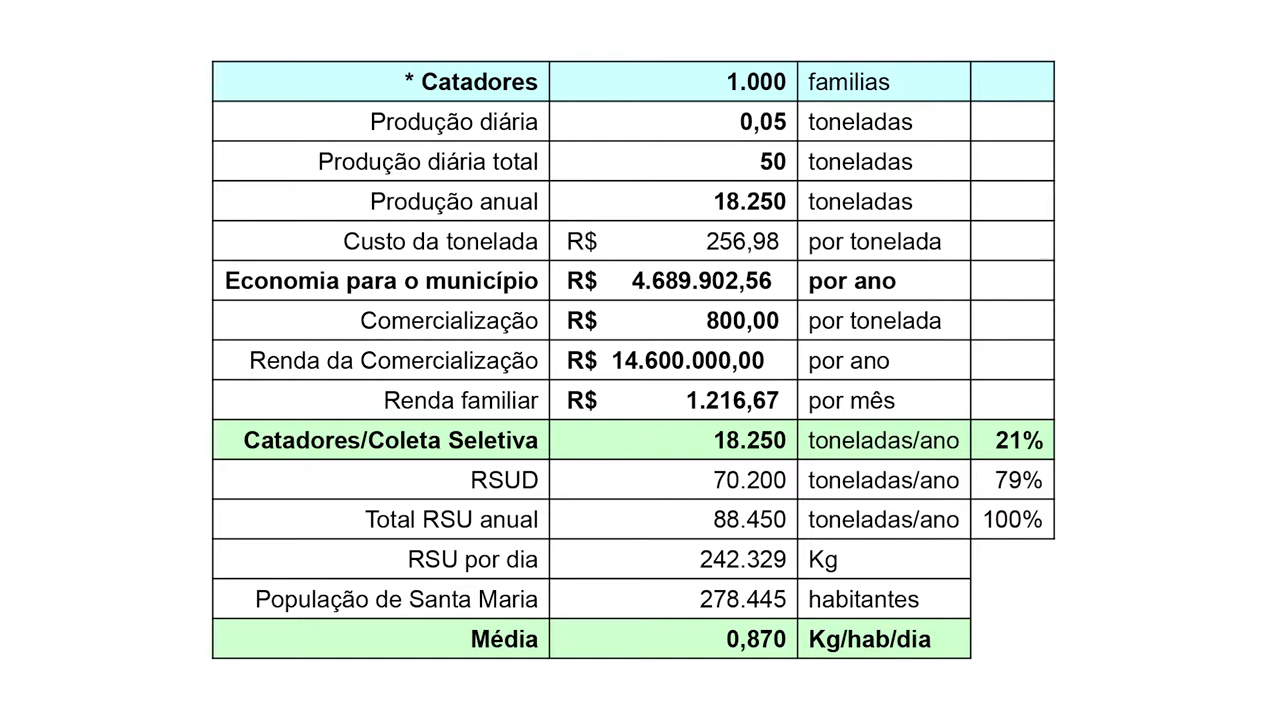 * Catadores 1.000 familias
Produção diária 0,05 toneladas
Produção diária total 50 toneladas
Produção anual 18.250 toneladas
Custo da tonelada R$ 256,98 por tonelada
Economia para o município R$ 4.689.902,56 por ano
Comercialização R$ 800,00 por tonelada
Renda da Comercialização R$ 14.600.000,00 por ano
Renda familiar R$ 1.216,67 por mês
Catadores/Coleta Seletiva 18.250 toneladas/ano 21%
RSUD 70.200 toneladas/ano 79%
Total RSU anual 88.450 toneladas/ano 100%
RSU por dia 242.329 Kg
População de Santa Maria 278.445 habitantes
Média 0,870 Kg/hab/dia